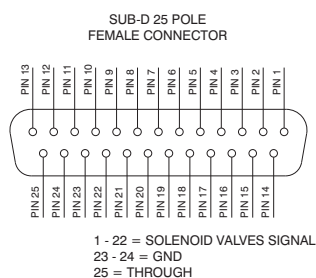 SUB-D 25 POLE
FEMALE CONNECTOR
PIN 13
PIN 12
PIN 11
PIN 10
PIN 9
PIN 8
PIN 7
PIN 6
PIN 5
PIN 4
PIN 3
PIN 2
PIN 1
PIN 25
PIN 24
PIN 23
PIN 22
PIN 21
PIN 20
PIN 19
PIN 18
PIN 17
PIN 16
PIN 15
PIN 14
1 - 22 = SOLENOID VALVES SIGNAL
23 - 24 = GND
25 = THROUGH